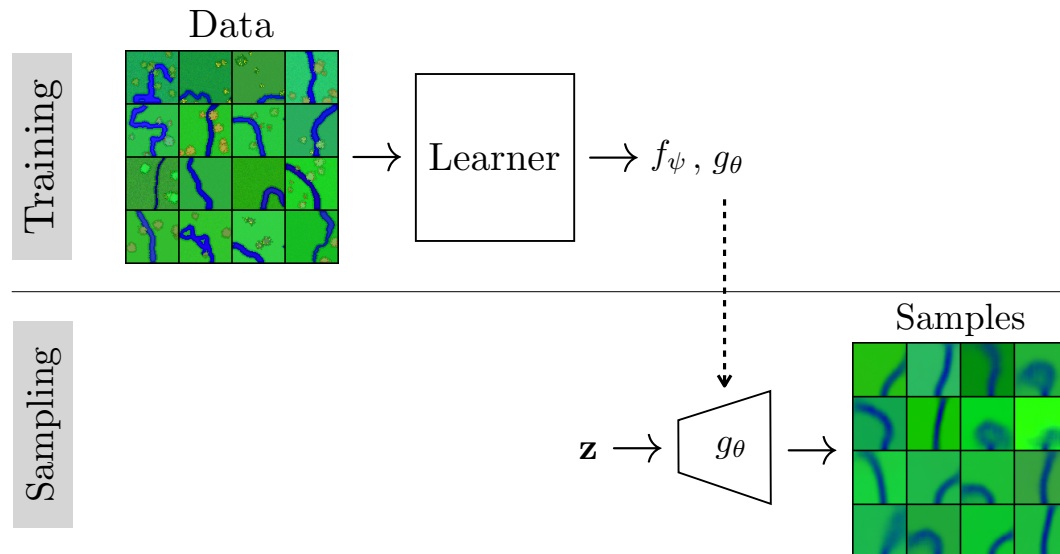 Training
Data
Learner
f_ψ , g_θ
Sampling
Samples
z
g_θ